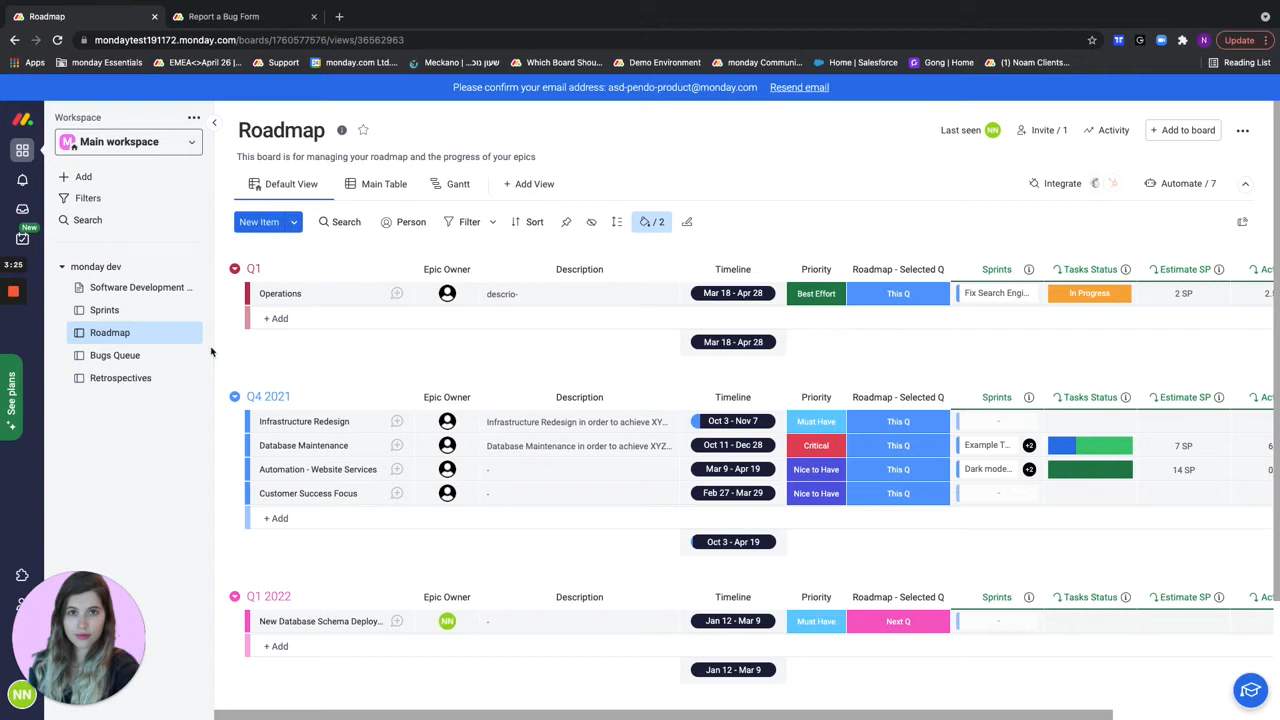 Roadmap
Report a Bug Form
mondaytest191172.monday.com/boards/1760577576/views/36562963
Update
Apps
monday Essentials
EMEA<>April 26 |...
Support
monday.com Ltd....
Meckano | שעון נוכ...
Which Board Shou...
Demo Environment
monday Communi...
Salesforce
Home | Salesforce
Gong | Home
(1) Noam Clients...
Reading List
Please confirm your email address: asd-pendo-product@monday.com Resend email
Workspace
Main workspace
Add
Filters
Search
New
3:25
monday dev
Software Development ...
Sprints
Roadmap
Bugs Queue
Retrospectives
See plans
NN
Roadmap
Last seen NN
Invite / 1
Activity
+ Add to board
This board is for managing your roadmap and the progress of your epics
Default View
Main Table
Gantt
+ Add View
Integrate
Automate / 7
New Item
Search
Person
Filter
Sort
/ 2
Q1 Epic Owner Description Timeline Priority Roadmap - Selected Q Sprints Tasks Status Estimate SP Act
Operations descrio- Mar 18 - Apr 28 Best Effort This Q Fix Search Engi... In Progress 2 SP 2.
+ Add
Mar 18 - Apr 28
Q4 2021 Epic Owner Description Timeline Priority Roadmap - Selected Q Sprints Tasks Status Estimate SP Act
Infrastructure Redesign Infrastructure Redesign in order to achieve XY... Oct 3 - Nov 7 Must Have This Q -
Database Maintenance Database Maintenance in order to achieve XYZ... Oct 11 - Dec 28 Critical This Q Example T... +2 7 SP 6
Automation - Website Services - Mar 9 - Apr 19 Nice to Have This Q Dark mode... +2 14 SP 0
Customer Success Focus - Feb 27 - Mar 29 Nice to Have This Q -
+ Add
Oct 3 - Apr 19
Q1 2022 Epic Owner Description Timeline Priority Roadmap - Selected Q Sprints Tasks Status Estimate SP Act
New Database Schema Deploy... NN - Jan 12 - Mar 9 Must Have Next Q -
+ Add
Jan 12 - Mar 9